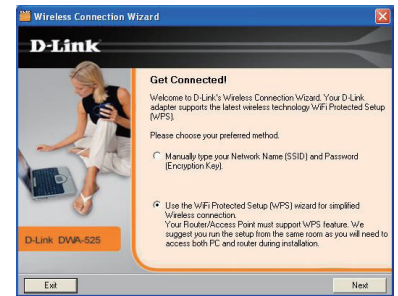 Wireless Connection Wizard
D-Link
Get Connected!
Welcome to D-Link's Wireless Connection Wizard. Your D-Link
adapter supports the latest wireless technology WiFi Protected Setup
(WPS).
Please choose your preferred method.
Manually type your Network Name (SSID) and Password
(Encryption Key).
Use the WiFi Protected Setup (WPS) wizard for simplified
Wireless connection.
Your Router/Access Point must support WPS feature. We
suggest you run the setup from the same room as you will need to
access both PC and router during installation.
D-Link DWA-525
Exit
Next